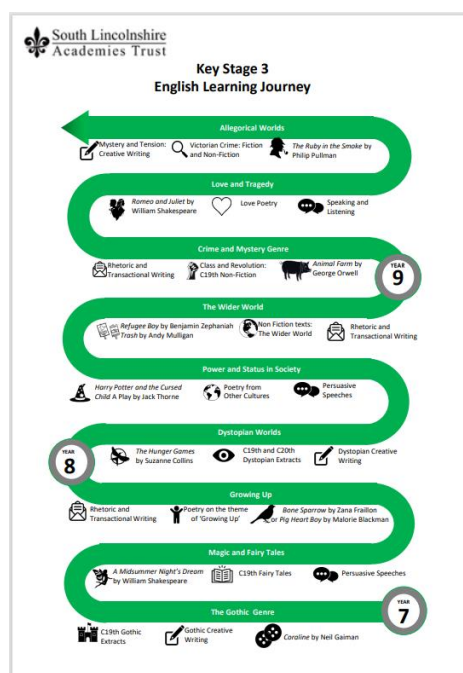 South Lincolnshire
Academies Trust
Key Stage 3
English Learning Journey
Allegorical Worlds
Mystery and Tension:
Creative Writing
Victorian Crime: Fiction
and Non-Fiction
The Ruby in the Smoke by
Philip Pullman
Love and Tragedy
Romeo and Juliet by
William Shakespeare
Love Poetry
Speaking and
Listening
Crime and Mystery Genre
Rhetoric and
Transactional Writing
Class and Revolution:
C19th Non-Fiction
Animal Farm by
George Orwell
YEAR
9
The Wider World
Refugee Boy by Benjamin Zephaniah
Trash by Andy Mulligan
Non Fiction texts:
The Wider World
Rhetoric and
Transactional Writing
Power and Status in Society
Harry Potter and the Cursed
Child A Play by Jack Thorne
Poetry from
Other Cultures
Persuasive
Speeches
Dystopian Worlds
YEAR
8
The Hunger Games
by Suzanne Collins
C19th and C20th
Dystopian Extracts
Dystopian Creative
Writing
Growing Up
Rhetoric and
Transactional Writing
Poetry on the theme
of 'Growing Up'
Bone Sparrow by Zana Fraillon
or Pig Heart Boy by Malorie Blackman
Magic and Fairy Tales
A Midsummer Night's Dream
by William Shakespeare
C19th Fairy Tales
Persuasive Speeches
The Gothic Genre
YEAR
7
C19th Gothic
Extracts
Gothic Creative
Writing
Coraline by Neil Gaiman